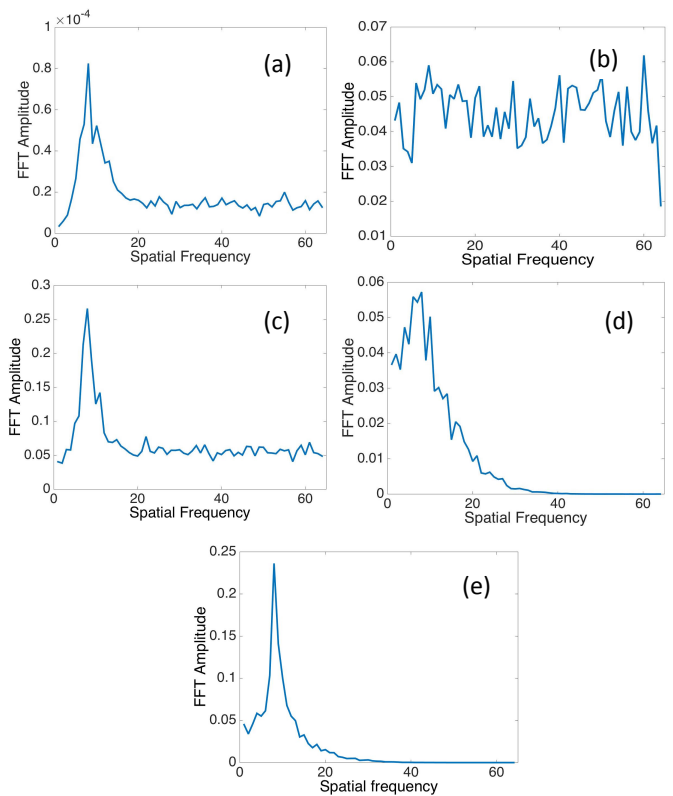 ×10⁻⁴
1
0.8
0.6
0.4
0.2
0
0 20 40 60
FFT Amplitude
Spatial Frequency
(a)
0.07
0.06
0.05
0.04
0.03
0.02
0.01
0 20 40 60
FFT Amplitude
Spatial Frequency
(b)
0.3
0.25
0.2
0.15
0.1
0.05
0
0 20 40 60
FFT Amplitude
Spatial Frequency
(c)
0.06
0.05
0.04
0.03
0.02
0.01
0
0 20 40 60
FFT Amplitude
Spatial Frequency
(d)
0.25
0.2
0.15
0.1
0.05
0
0 20 40 60
FFT Amplitude
Spatial frequency
(e)